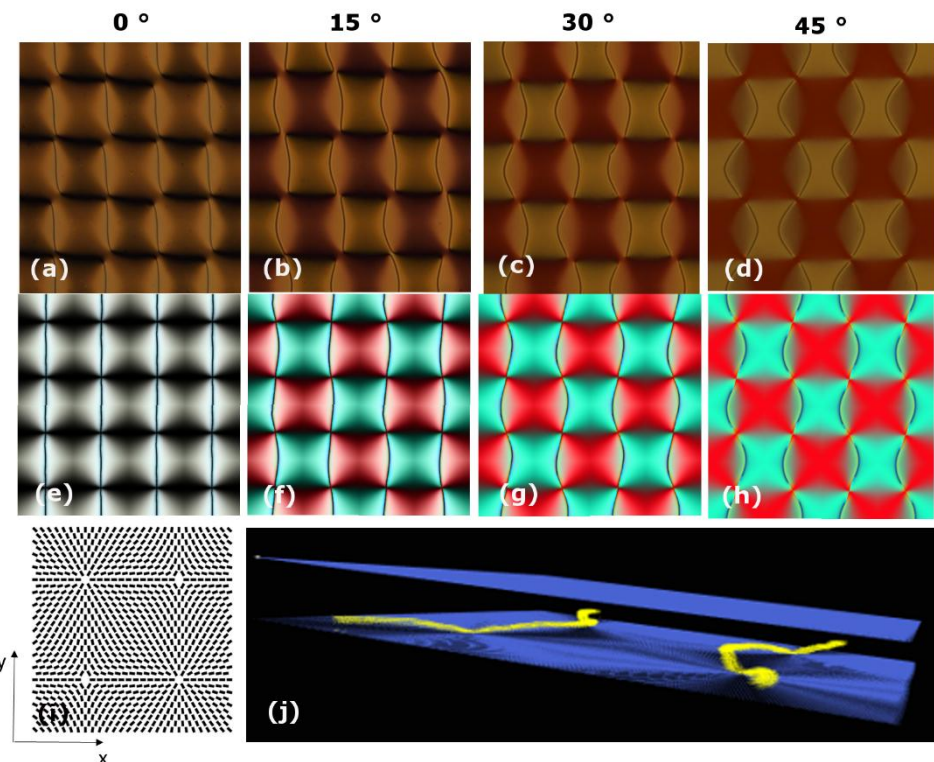 0 ° 15 ° 30 ° 45 °
(a) (b) (c) (d)
(e) (f) (g) (h)
y
(i) (j)
x